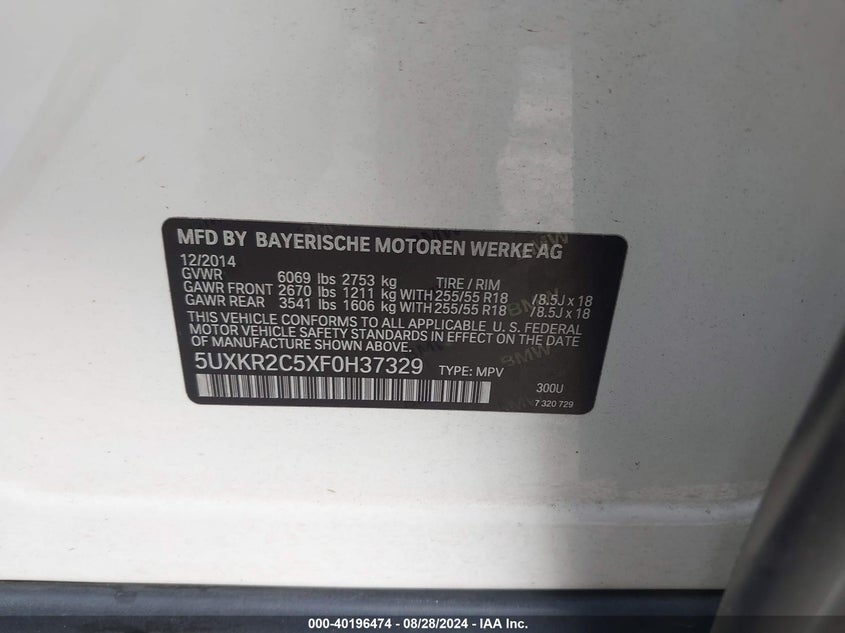 MFD BY BAYERISCHE MOTOREN WERKE AG
12/2014
GVWR 6069 lbs 2753 kg TIRE / RIM
GAWR FRONT 2670 lbs 1211 kg WITH 255/55 R18 / 8.5J x 18
GAWR REAR 3541 lbs 1606 kg WITH 255/55 R18 / 8.5J x 18
THIS VEHICLE CONFORMS TO ALL APPLICABLE U. S. FEDERAL
MOTOR VEHICLE SAFETY STANDARDS IN EFFECT ON THE DATE
OF MANUFACTURE SHOWN ABOVE.
5UXKR2C5XF0H37329 TYPE: MPV
300U
7 320 729
BMW
000-40196474 - 08/28/2024 - IAA Inc.